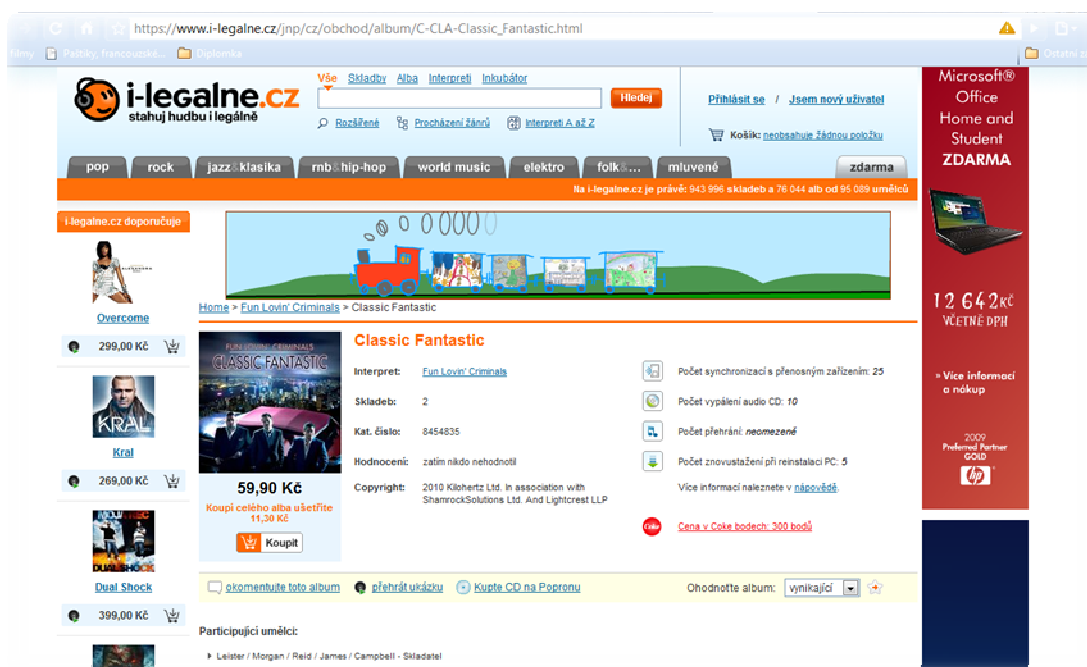 https://www.i-legalne.cz/jnp/cz/obchod/album/C-CLA-Classic_Fantastic.html
filmy Paštiky, francouzské... Diplomka Ostatní zá
i-legalne.cz
stahuj hudbu i legálně
Vše Skladby Alba Interpreti Inkubátor
Hledej
Rozšířené Procházení žánrů Interpreti A až Z
Přihlásit se / Jsem nový uživatel
Košík: neobsahuje žádnou položku
pop rock jazz&klasika rnb&hip-hop world music elektro folk&... mluvené zdarma
Na i-legalne.cz je právě: 943 996 skladeb a 76 044 alb od 95 089 umělců
i-legalne.cz doporučuje
Overcome
299,00 Kč
KRAL
Kral
269,00 Kč
DUAL SHOCK
Dual Shock
399,00 Kč
Home > Fun Lovin' Criminals > Classic Fantastic
FUN LOVIN' CRIMINALS
CLASSIC FANTASTIC
59,90 Kč
Koupí celého alba ušetříte
11,30 Kč
Koupit
Classic Fantastic
Interpret: Fun Lovin' Criminals
Skladeb: 2
Kat. číslo: 8454835
Hodnocení: zatím nikdo nehodnotil
Copyright: 2010 Kilohertz Ltd. In association with
ShamrockSolutions Ltd. And Lightcrest LLP
Počet synchronizací s přenosným zařízením: 25
Počet vypálení audio CD: 10
Počet přehrání: neomezeně
Počet znovustažení při reinstalaci PC: 5
Více informací naleznete v nápovědě.
Coke
Cena v Coke bodech: 300 bodů
okomentujte toto album přehrát ukázku Kupte CD na Popronu
Ohodnoťte album: vynikající
Participující umělci:
Leister / Morgan / Reid / James / Campbell - Skladatel
Microsoft®
Office
Home and
Student
ZDARMA
12 642 KČ
VČETNĚ DPH
» Více informací
a nákup
2009
Preferred Partner
GOLD
hp